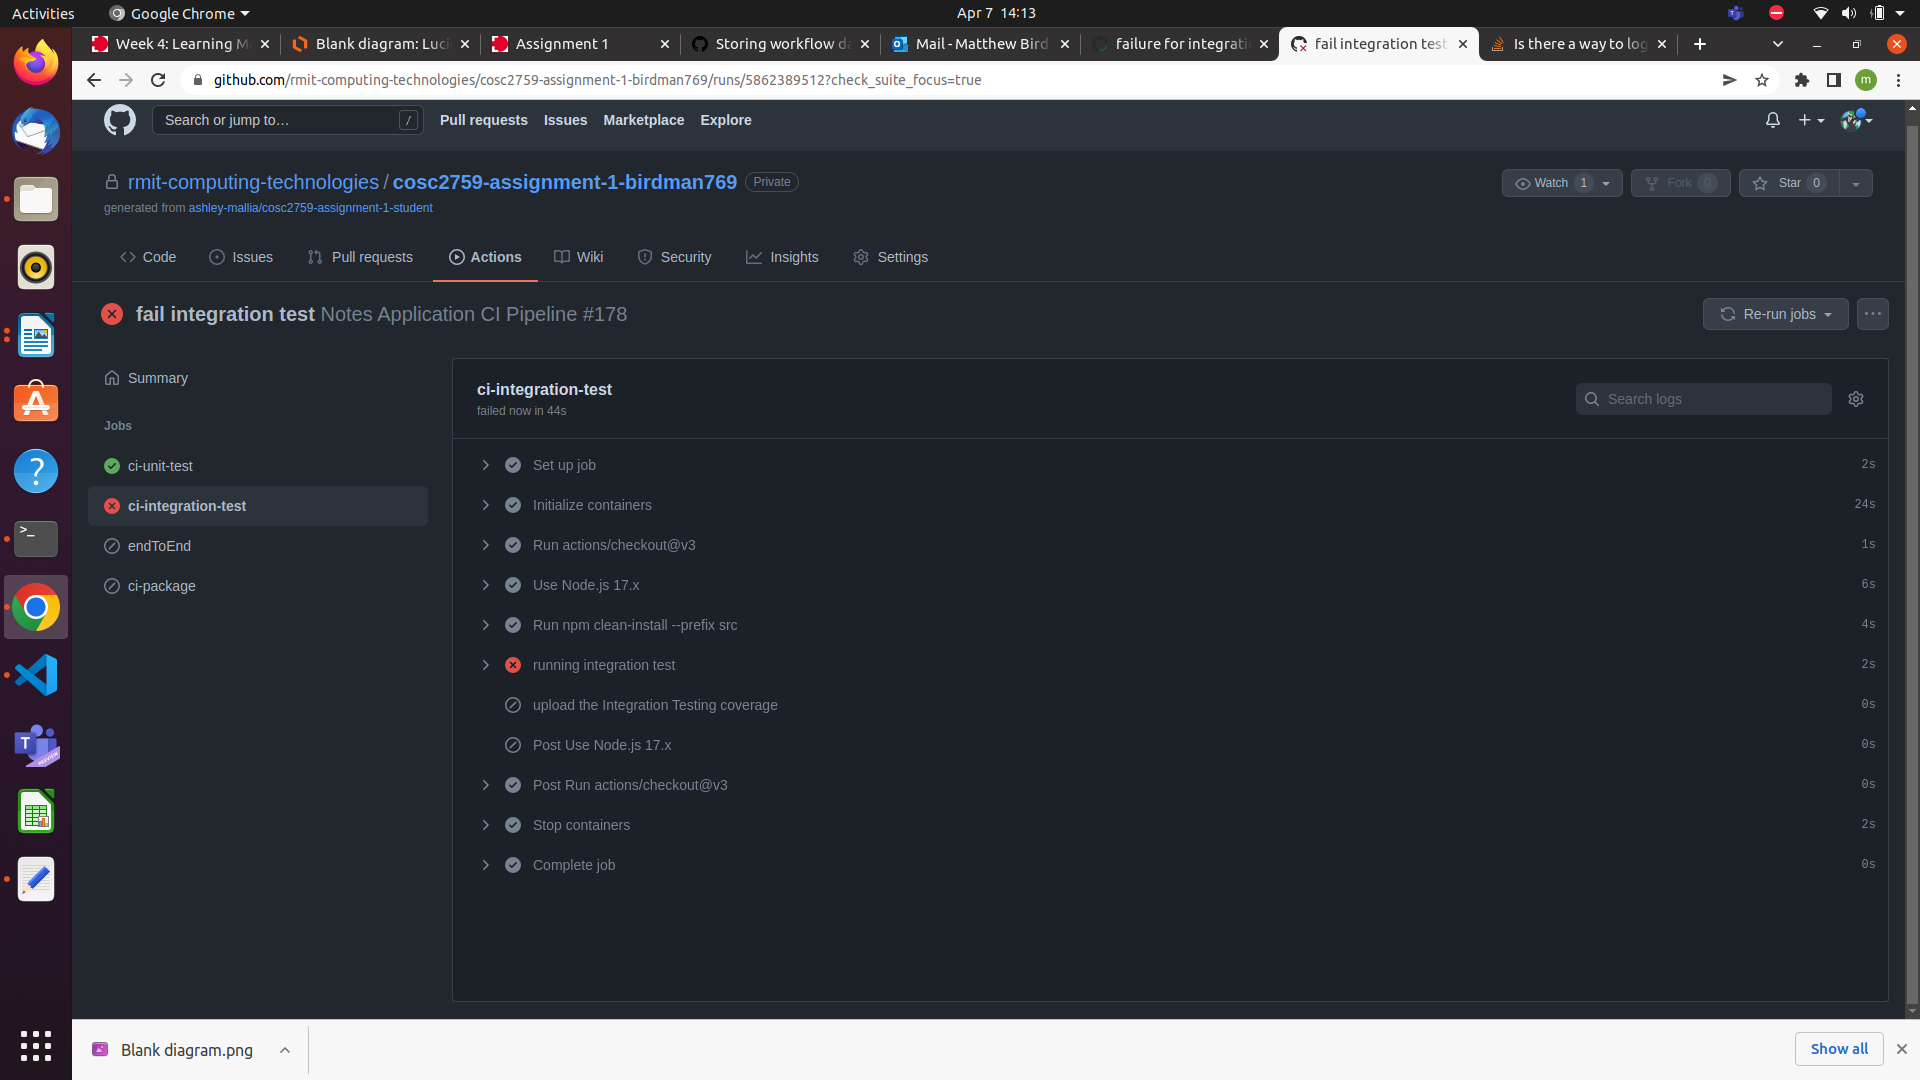 Activities
Google Chrome
Apr 7 14:13
Week 4: Learning M
Blank diagram: Luc
Assignment 1
Storing workflow d
Mail - Matthew Bird
failure for integrati
fail integration test
Is there a way to log
github.com/rmit-computing-technologies/cosc2759-assignment-1-birdman769/runs/5862389512?check_suite_focus=true
m
Search or jump to…
/
Pull requests
Issues
Marketplace
Explore
rmit-computing-technologies / cosc2759-assignment-1-birdman769
Private
Watch 1
Fork 0
Star 0
generated from ashley-mallia/cosc2759-assignment-1-student
Code
Issues
Pull requests
Actions
Wiki
Security
Insights
Settings
fail integration test Notes Application CI Pipeline #178
Re-run jobs
Summary
Jobs
ci-unit-test
ci-integration-test
endToEnd
ci-package
ci-integration-test
failed now in 44s
Search logs
Set up job 2s
Initialize containers 24s
Run actions/checkout@v3 1s
Use Node.js 17.x 6s
Run npm clean-install --prefix src 4s
running integration test 2s
upload the Integration Testing coverage 0s
Post Use Node.js 17.x 0s
Post Run actions/checkout@v3 0s
Stop containers 2s
Complete job 0s
Blank diagram.png
Show all